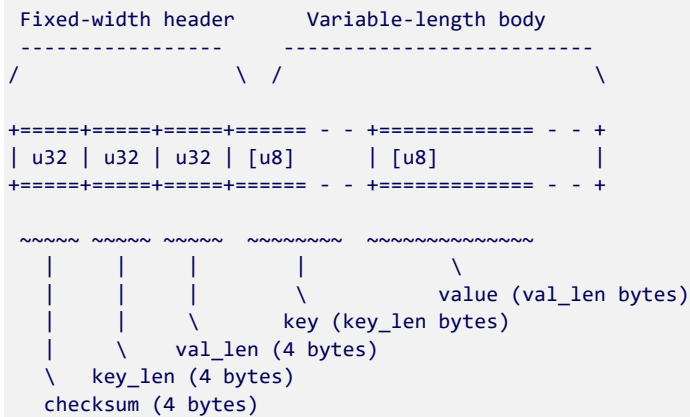 Fixed-width header      Variable-length body
-----------------     --------------------------
/                   \  /                          \
+=====+=====+=====+====== - - +============= - - +
| u32 | u32 | u32 | [u8]      | [u8]             |
+=====+=====+=====+====== - - +============= - - +
~~~~~ ~~~~~ ~~~~~  ~~~~~~~~  ~~~~~~~~~~~~~~
|     |     |        |            \
|     |     |        \           value (val_len bytes)
|     |     \       key (key_len bytes)
|     \    val_len (4 bytes)
\   key_len (4 bytes)
checksum (4 bytes)